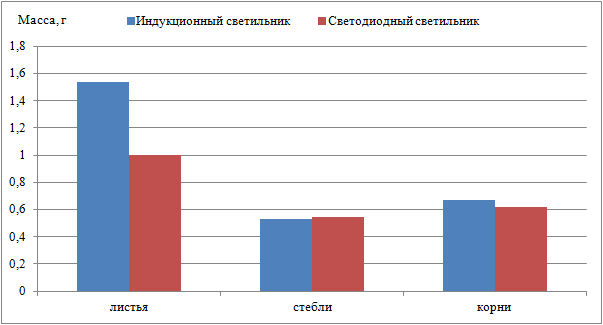 Масса, г
Индукционный светильник
Светодиодный светильник
1,8
1,6
1,4
1,2
1
0,8
0,6
0,4
0,2
0
листья стебли корни